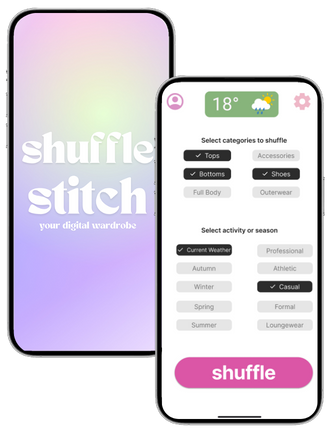 shuffle
stitch
your digital wardrobe
18°
Select categories to shuffle
✓ Tops
Accessories
✓ Bottoms
✓ Shoes
Full Body
Outerwear
Select activity or season
✓ Current Weather
Professional
Autumn
Athletic
Winter
✓ Casual
Spring
Formal
Summer
Loungewear
shuffle